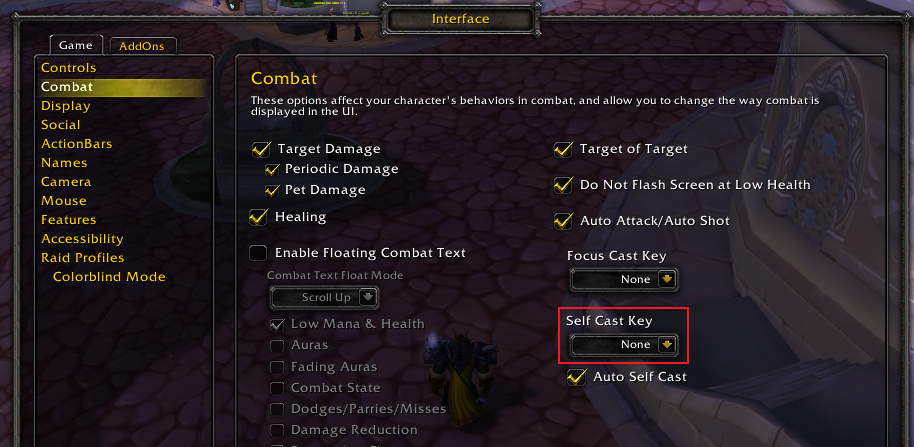 Interface
Game
AddOns
Controls
Combat
Display
Social
ActionBars
Names
Camera
Mouse
Features
Accessibility
Raid Profiles
Colorblind Mode
Combat
These options affect your character's behaviors in combat, and allow you to change the way combat is
displayed in the UI.
Target Damage
Periodic Damage
Pet Damage
Healing
Enable Floating Combat Text
Combat Text Float Mode
Scroll Up
Low Mana & Health
Auras
Fading Auras
Combat State
Dodges/Parries/Misses
Damage Reduction
Target of Target
Do Not Flash Screen at Low Health
Auto Attack/Auto Shot
Focus Cast Key
None
Self Cast Key
None
Auto Self Cast